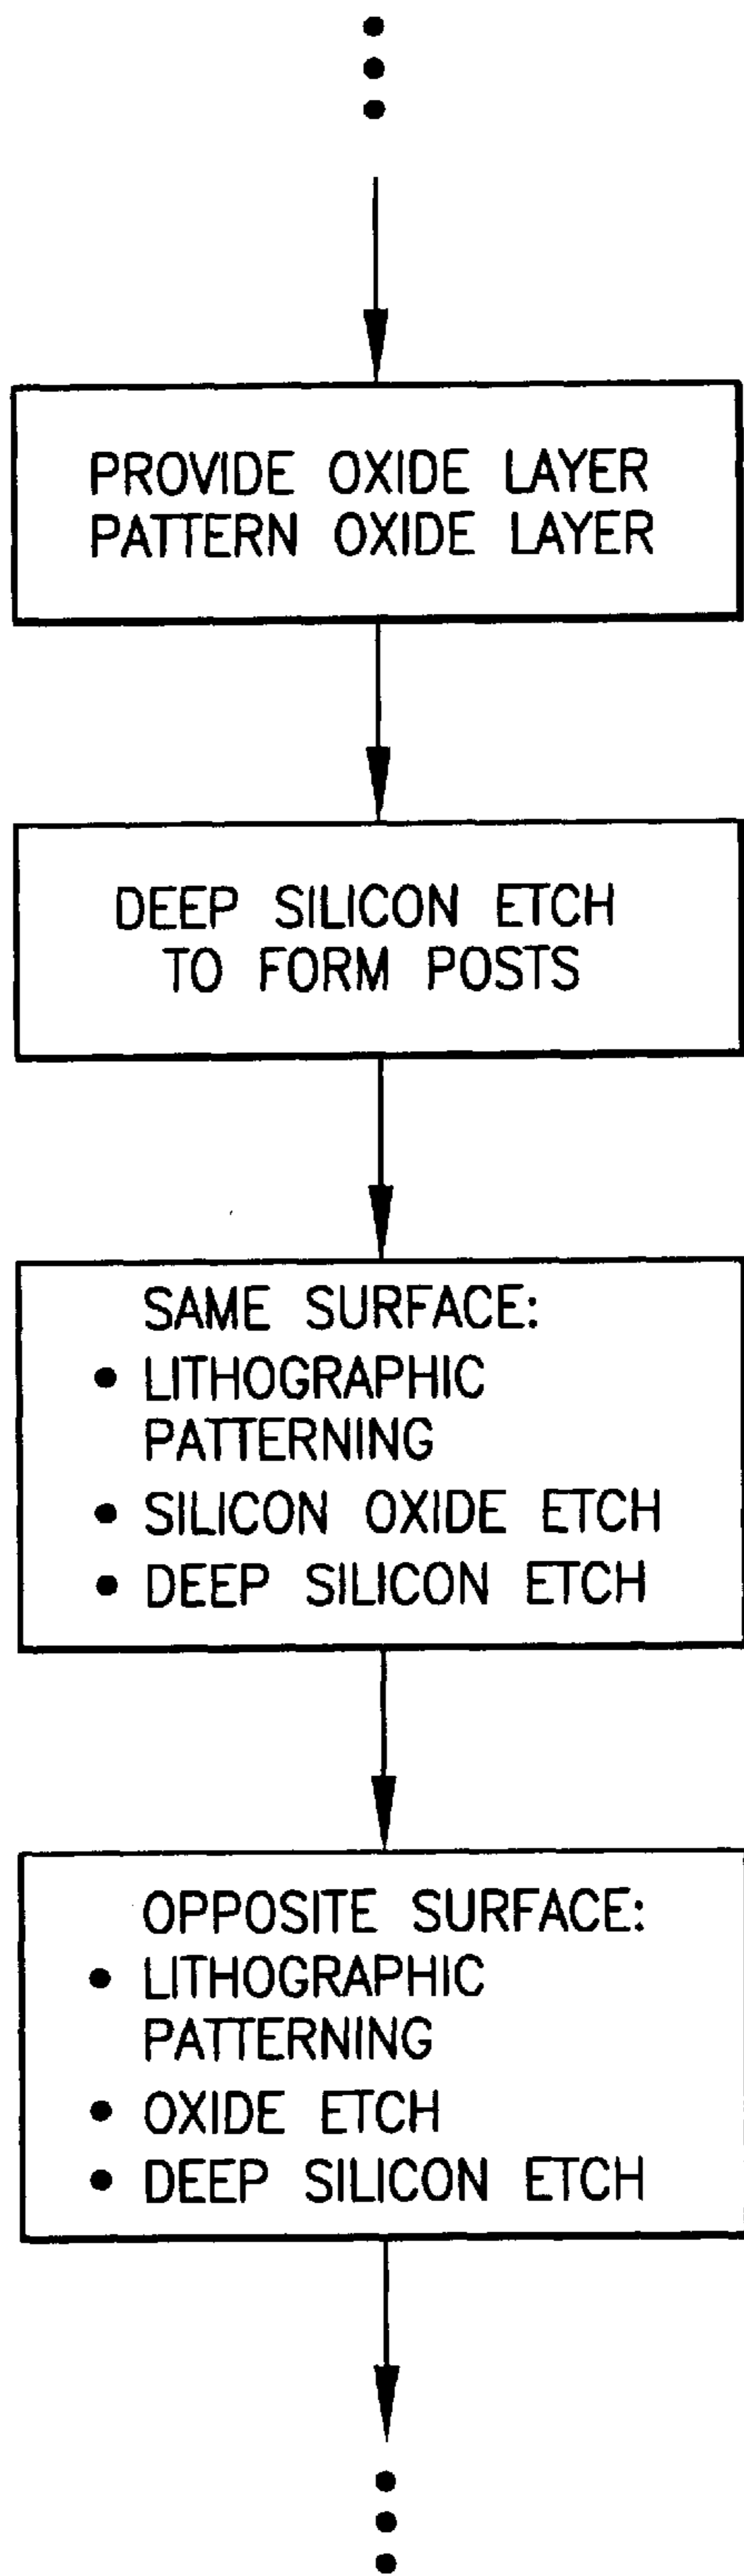 PROVIDE OXIDE LAYER
PATTERN OXIDE LAYER
DEEP SILICON ETCH
TO FORM POSTS
SAME SURFACE:
• LITHOGRAPHIC
PATTERNING
• SILICON OXIDE ETCH
• DEEP SILICON ETCH
OPPOSITE SURFACE:
• LITHOGRAPHIC
PATTERNING
• OXIDE ETCH
• DEEP SILICON ETCH